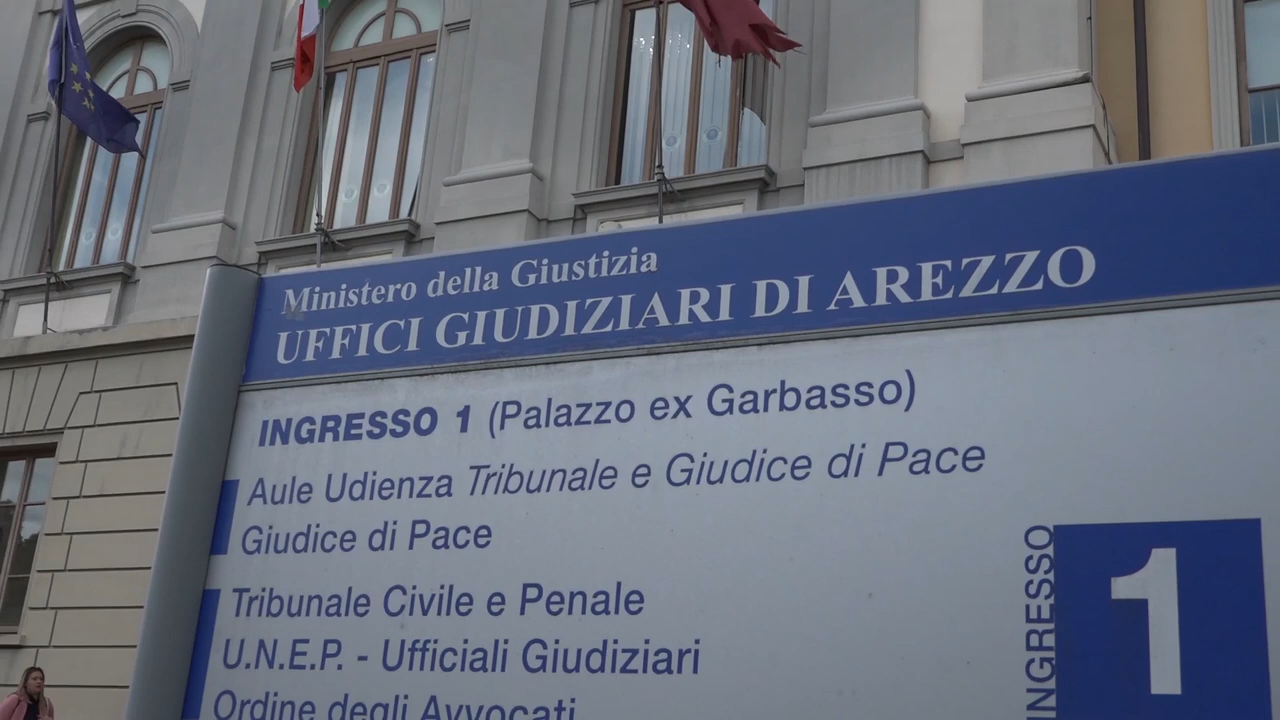 Ministero della Giustizia
UFFICI GIUDIZIARI DI AREZZO
INGRESSO 1 (Palazzo ex Garbasso)
Aule Udienza Tribunale e Giudice di Pace
Giudice di Pace
Tribunale Civile e Penale
U.N.E.P. - Ufficiali Giudiziari
Ordine degli Avvocati
INGRESSO
1